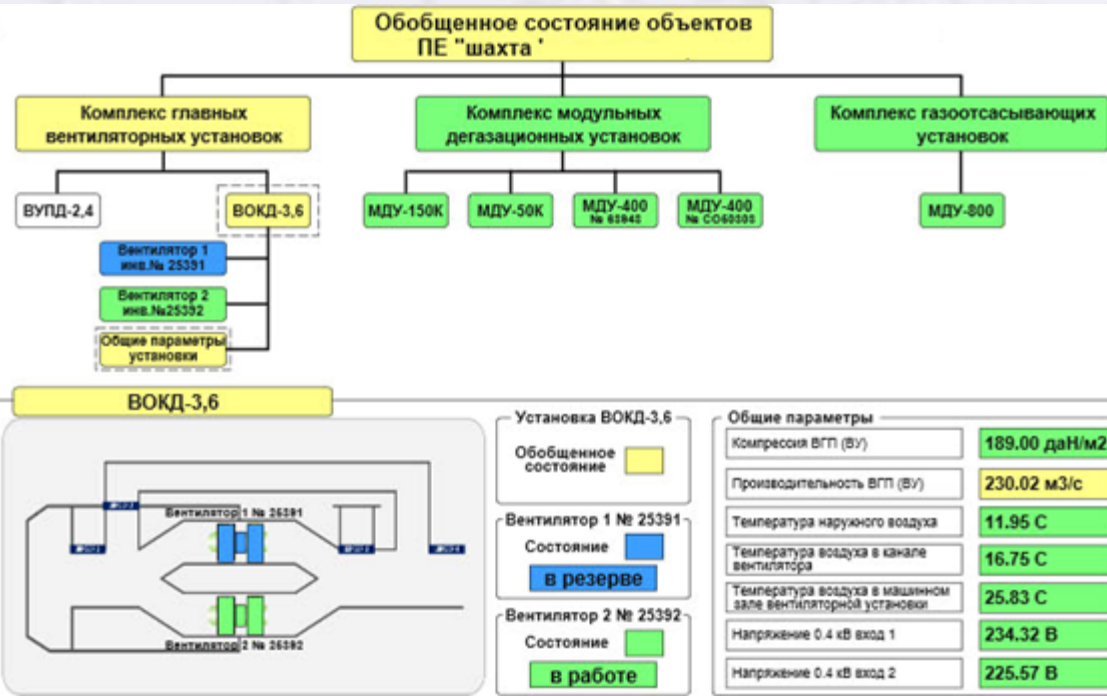 Обобщенное состояние объектов
ПЕ "шахта '
Комплекс главных
вентиляторных установок
Комплекс модульных
дегазационных установок
Комплекс газоотсасывающих
установок
ВУПД-2,4
ВОКД-3,6
МДУ-150К
МДУ-50К
МДУ-400
МДУ-400
МДУ-800
Вентилятор 1
инв.№ 25391
Вентилятор 2
инв.№25392
Общие параметры
установки
ВОКД-3,6
Вентилятор 1 № 25391
Вентилятор 2 № 25392
Установка ВОКД-3,6
Обобщенное
состояние
Вентилятор 1 № 25391
Состояние
в резерве
Вентилятор 2 № 25392
Состояние
в работе
Общие параметры
Компрессия ВГП (ВУ)
189.00 даН/м2
Производительность ВГП (ВУ)
230.02 м3/с
Температура наружного воздуха
11.95 С
Температура воздуха в канале
вентилятора
16.75 С
Температура воздуха в машинном
зале вентиляторной установки
25.83 С
Напряжение 0.4 кВ вход 1
234.32 В
Напряжение 0.4 кВ вход 2
225.57 В